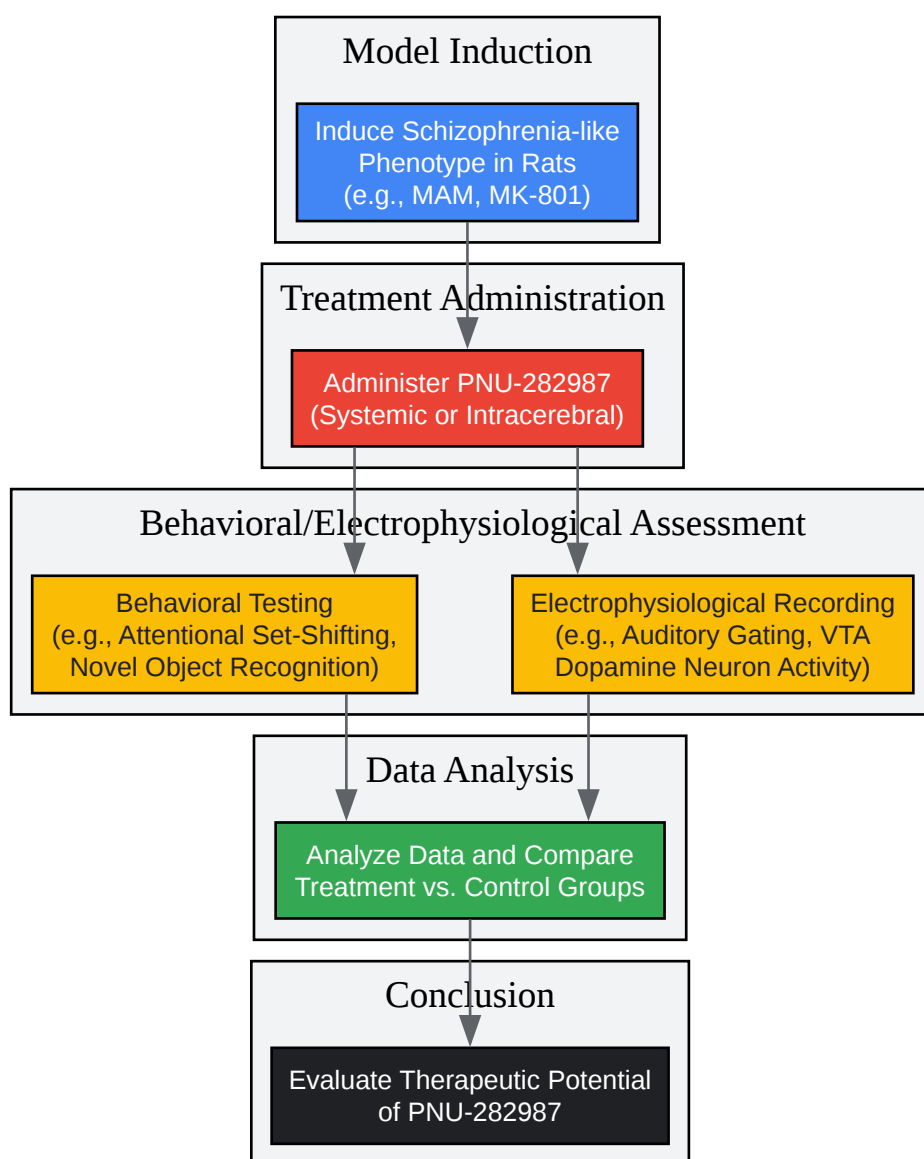 Model Induction
Induce Schizophrenia-like
Phenotype in Rats
(e.g., MAM, MK-801)
Treatment Administration
Administer PNU-282987
(Systemic or Intracerebral)
Behavioral/Electrophysiological Assessment
Behavioral Testing
(e.g., Attentional Set-Shifting,
Novel Object Recognition)
Electrophysiological Recording
(e.g., Auditory Gating, VTA
Dopamine Neuron Activity)
Data Analysis
Analyze Data and Compare
Treatment vs. Control Groups
Conclusion
Evaluate Therapeutic Potential
of PNU-282987